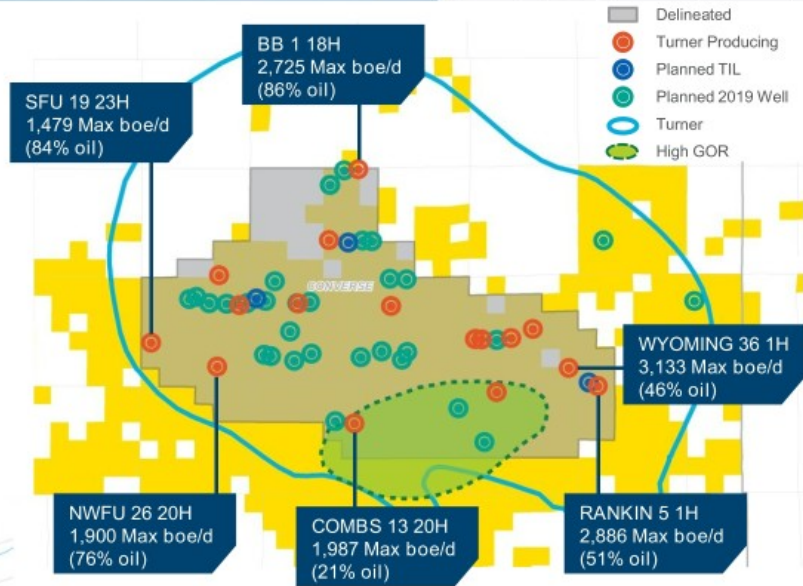 BB 1 18H
2,725 Max boe/d
(86% oil)
SFU 19 23H
1,479 Max boe/d
(84% oil)
Delineated
Turner Producing
Planned TIL
Planned 2019 Well
Turner
High GOR
CONVERSE
WYOMING 36 1H
3,133 Max boe/d
(46% oil)
NWFU 26 20H
1,900 Max boe/d
(76% oil)
COMBS 13 20H
1,987 Max boe/d
(21% oil)
RANKIN 5 1H
2,886 Max boe/d
(51% oil)